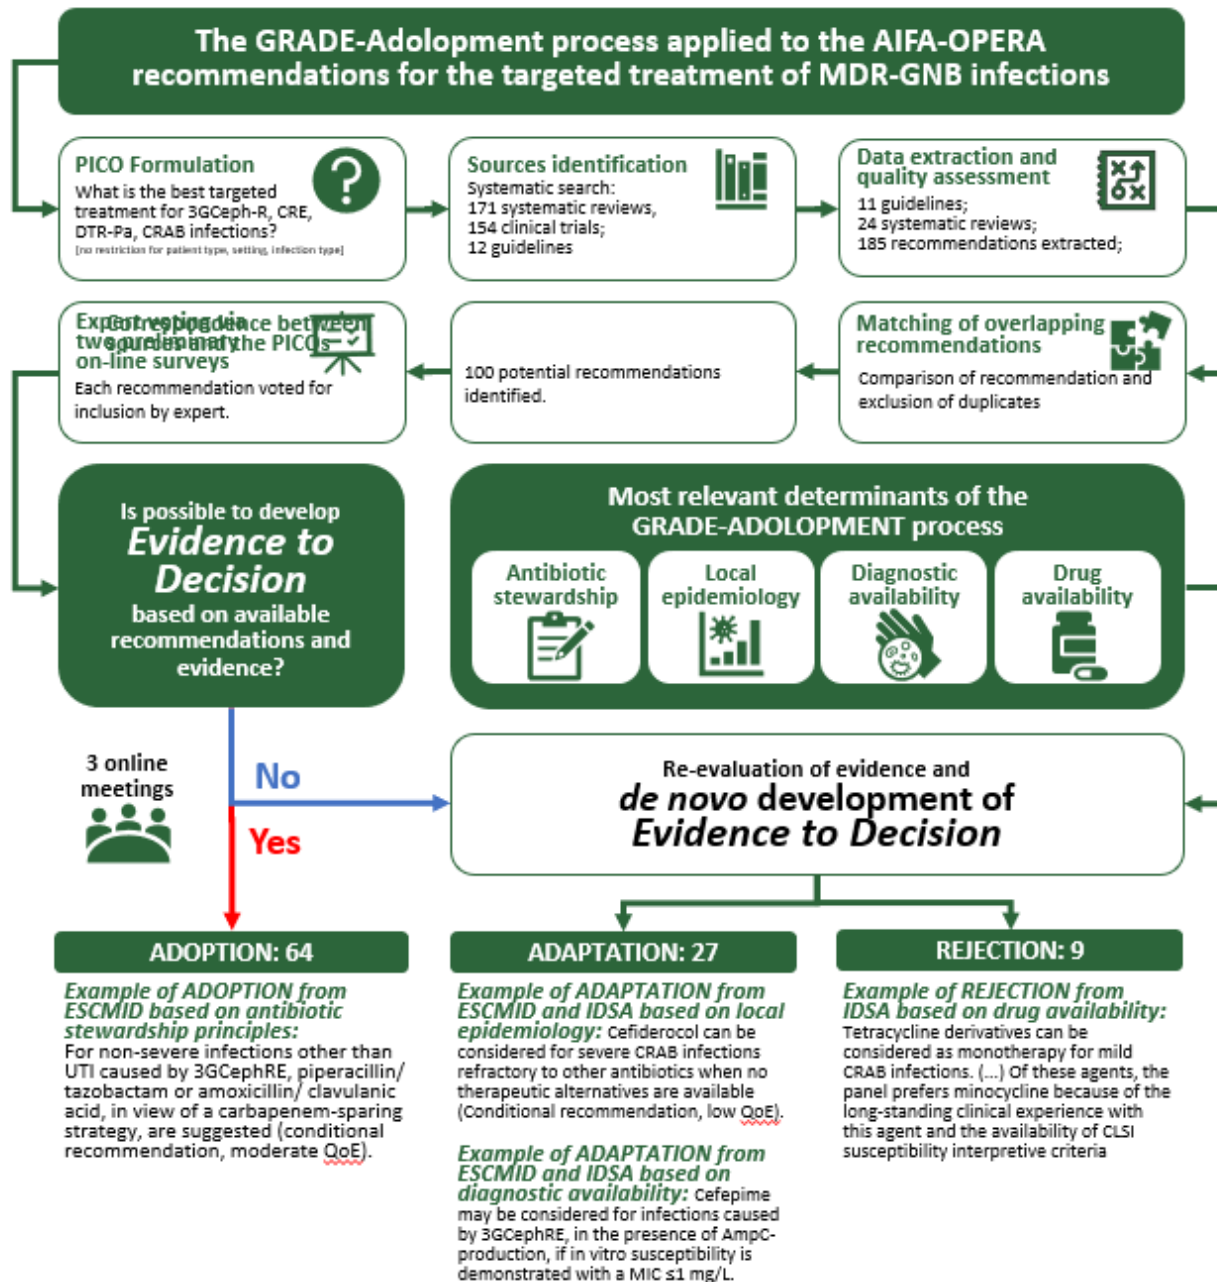 The GRADE-Adolopment process applied to the AIFA-OPERA
recommendations for the targeted treatment of MDR-GNB infections
PICO Formulation
What is the best targeted
treatment for 3GCeph-R, CRE,
DTR-Pa, CRAB infections?
[no restriction for patient type, setting, infection type]
Sources identification
Systematic search:
171 systematic reviews,
154 clinical trials;
12 guidelines
Data extraction and
quality assessment
11 guidelines;
24 systematic reviews;
185 recommendations extracted;
Matching of overlapping
recommendations
Comparison of recommendation and
exclusion of duplicates
100 potential recommendations
identified.
Correspondence between
sources and the PICOs
Expert voting via
two preliminary
on-line surveys
Each recommendation voted for
inclusion by expert.
Is possible to develop
Evidence to
Decision
based on available
recommendations and
evidence?
Most relevant determinants of the
GRADE-ADOLOPMENT process
Antibiotic
stewardship
Local
epidemiology
Diagnostic
availability
Drug
availability
3 online
meetings
No
Yes
Re-evaluation of evidence and
de novo development of
Evidence to Decision
ADOPTION: 64
Example of ADOPTION from
ESCMID based on antibiotic
stewardship principles:
For non-severe infections other than
UTI caused by 3GCephRE, piperacillin/
tazobactam or amoxicillin/ clavulanic
acid, in view of a carbapenem-sparing
strategy, are suggested (conditional
recommendation, moderate QoE).
ADAPTATION: 27
Example of ADAPTATION from
ESCMID and IDSA based on local
epidemiology: Cefiderocol can be
considered for severe CRAB infections
refractory to other antibiotics when no
therapeutic alternatives are available
(Conditional recommendation, low QoE).
Example of ADAPTATION from
ESCMID and IDSA based on
diagnostic availability: Cefepime
may be considered for infections caused
by 3GCephRE, in the presence of AmpC-
production, if in vitro susceptibility is
demonstrated with a MIC ≤1 mg/L.
REJECTION: 9
Example of REJECTION from
IDSA based on drug availability:
Tetracycline derivatives can be
considered as monotherapy for mild
CRAB infections. (...) Of these agents, the
panel prefers minocycline because of the
long-standing clinical experience with
this agent and the availability of CLSI
susceptibility interpretive criteria